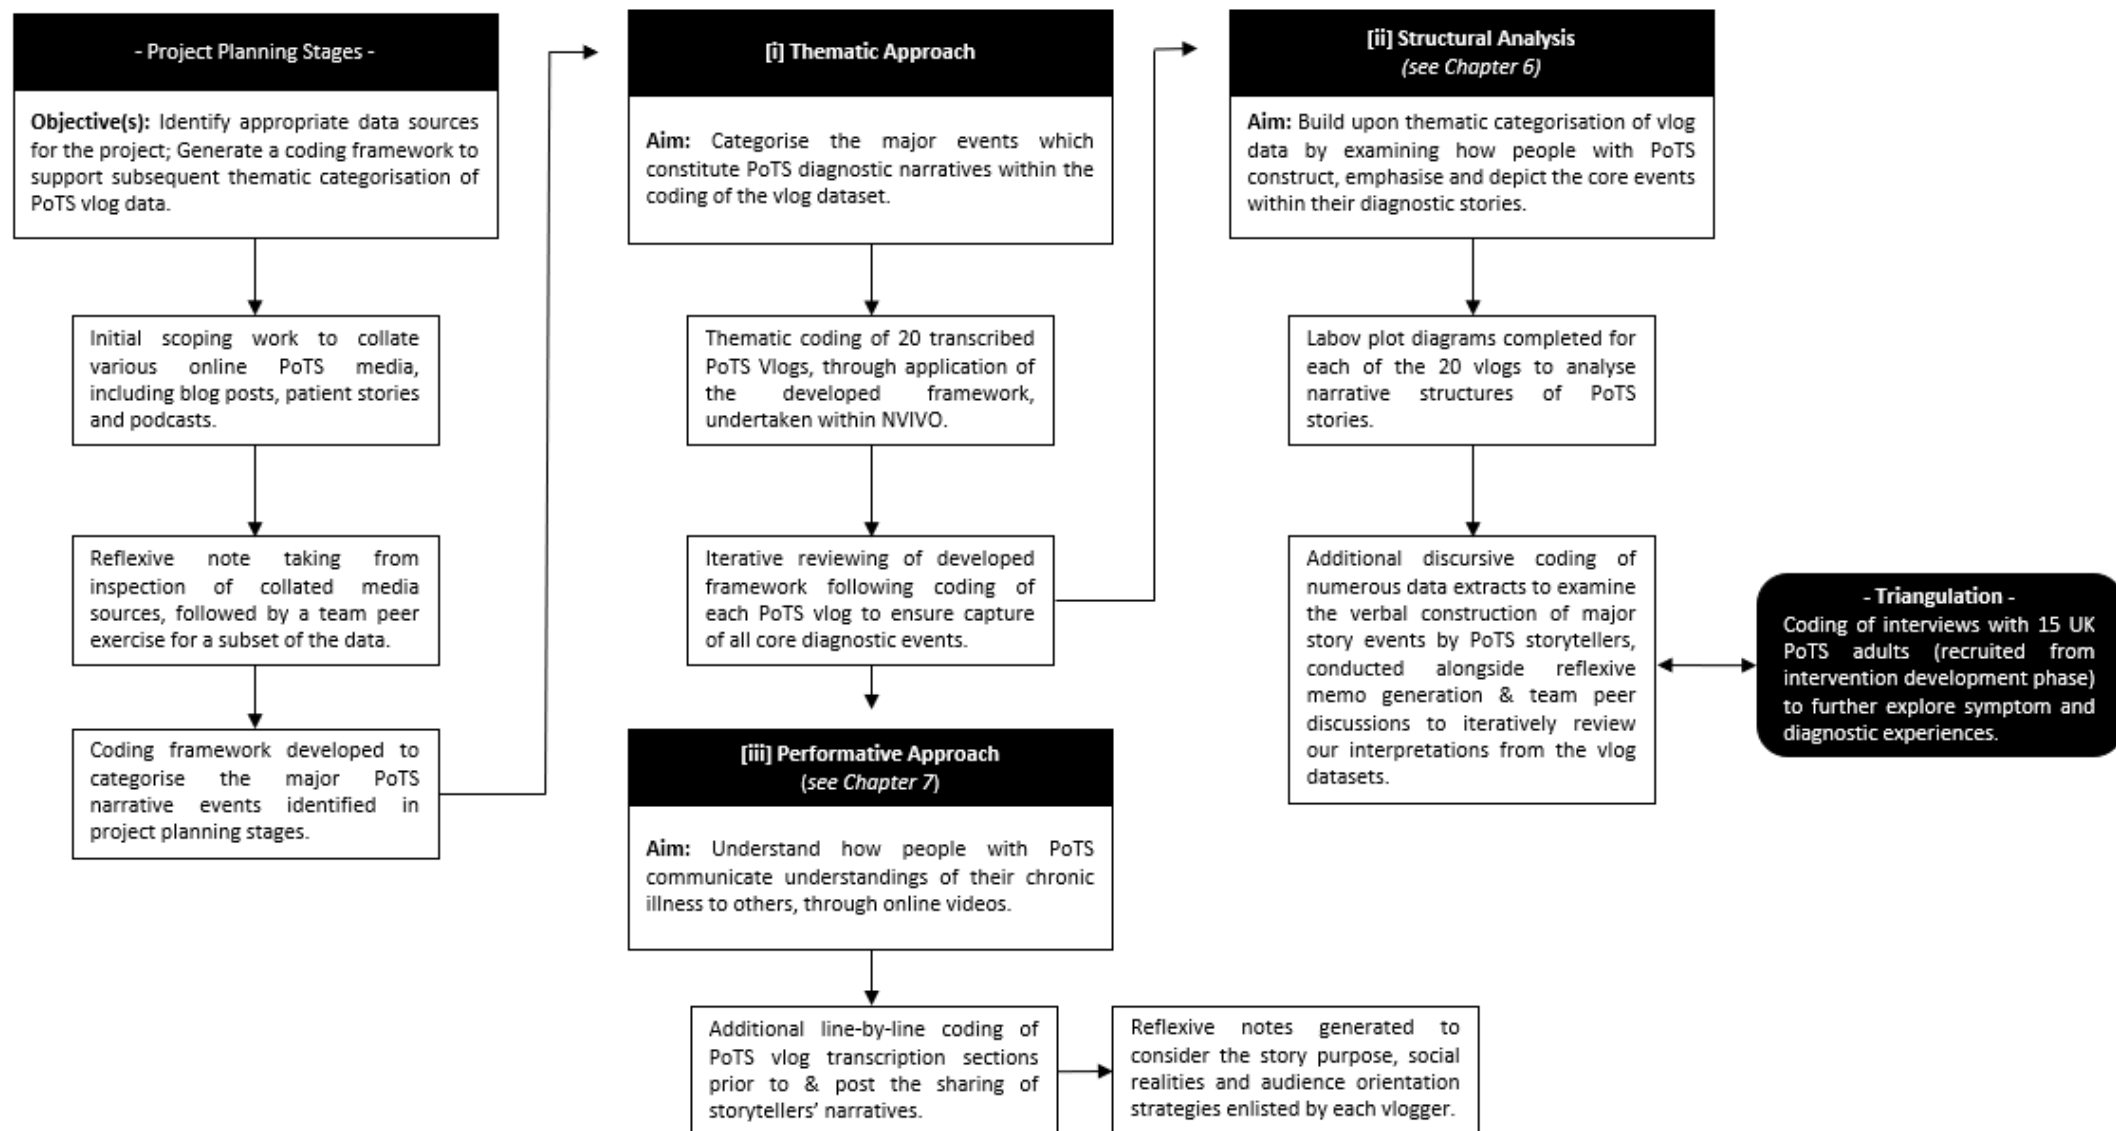 - Project Planning Stages -
Objective(s): Identify appropriate data sources
for the project; Generate a coding framework to
support subsequent thematic categorisation of
PoTS vlog data.
Initial scoping work to collate
various online PoTS media,
including blog posts, patient stories
and podcasts.
Reflexive note taking from
inspection of collated media
sources, followed by a team peer
exercise for a subset of the data.
Coding framework developed to
categorise the major PoTS
narrative events identified in
project planning stages.
[i] Thematic Approach
Aim: Categorise the major events which
constitute PoTS diagnostic narratives within the
coding of the vlog dataset.
Thematic coding of 20 transcribed
PoTS Vlogs, through application of
the developed framework,
undertaken within NVIVO.
Iterative reviewing of developed
framework following coding of
each PoTS vlog to ensure capture
of all core diagnostic events.
[ii] Structural Analysis
(see Chapter 6)
Aim: Build upon thematic categorisation of vlog
data by examining how people with PoTS
construct, emphasise and depict the core events
within their diagnostic stories.
Labov plot diagrams completed for
each of the 20 vlogs to analyse
narrative structures of PoTS
stories.
Additional discursive coding of
numerous data extracts to examine
the verbal construction of major
story events by PoTS storytellers,
conducted alongside reflexive
memo generation & team peer
discussions to iteratively review
our interpretations from the vlog
datasets.
- Triangulation -
Coding of interviews with 15 UK
PoTS adults (recruited from
intervention development phase)
to further explore symptom and
diagnostic experiences.
[iii] Performative Approach
(see Chapter 7)
Aim: Understand how people with PoTS
communicate understandings of their chronic
illness to others, through online videos.
Additional line-by-line coding of
PoTS vlog transcription sections
prior to & post the sharing of
storytellers' narratives.
Reflexive notes generated to
consider the story purpose, social
realities and audience orientation
strategies enlisted by each vlogger.